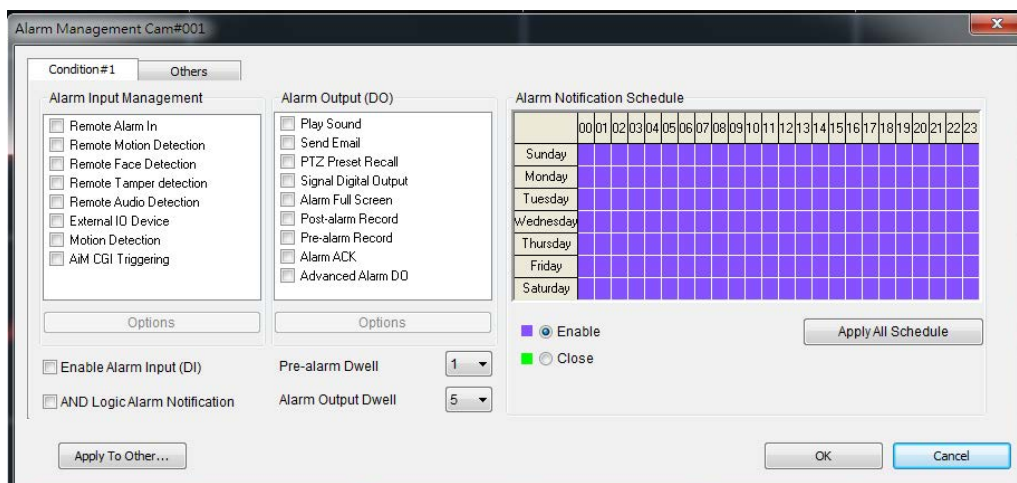 Alarm Management Cam#001
Condition#1
Others
Alarm Input Management
Remote Alarm In
Remote Motion Detection
Remote Face Detection
Remote Tamper detection
Remote Audio Detection
External IO Device
Motion Detection
AiM CGI Triggering
Options
Enable Alarm Input (DI)
AND Logic Alarm Notification
Alarm Output (DO)
Play Sound
Send Email
PTZ Preset Recall
Signal Digital Output
Alarm Full Screen
Post-alarm Record
Pre-alarm Record
Alarm ACK
Advanced Alarm DO
Options
Pre-alarm Dwell 1
Alarm Output Dwell 5
Alarm Notification Schedule
00 01 02 03 04 05 06 07 08 09 10 11 12 13 14 15 16 17 18 19 20 21 22 23
Sunday
Monday
Tuesday
Wednesday
Thursday
Friday
Saturday
Enable
Close
Apply All Schedule
Apply To Other...
OK
Cancel